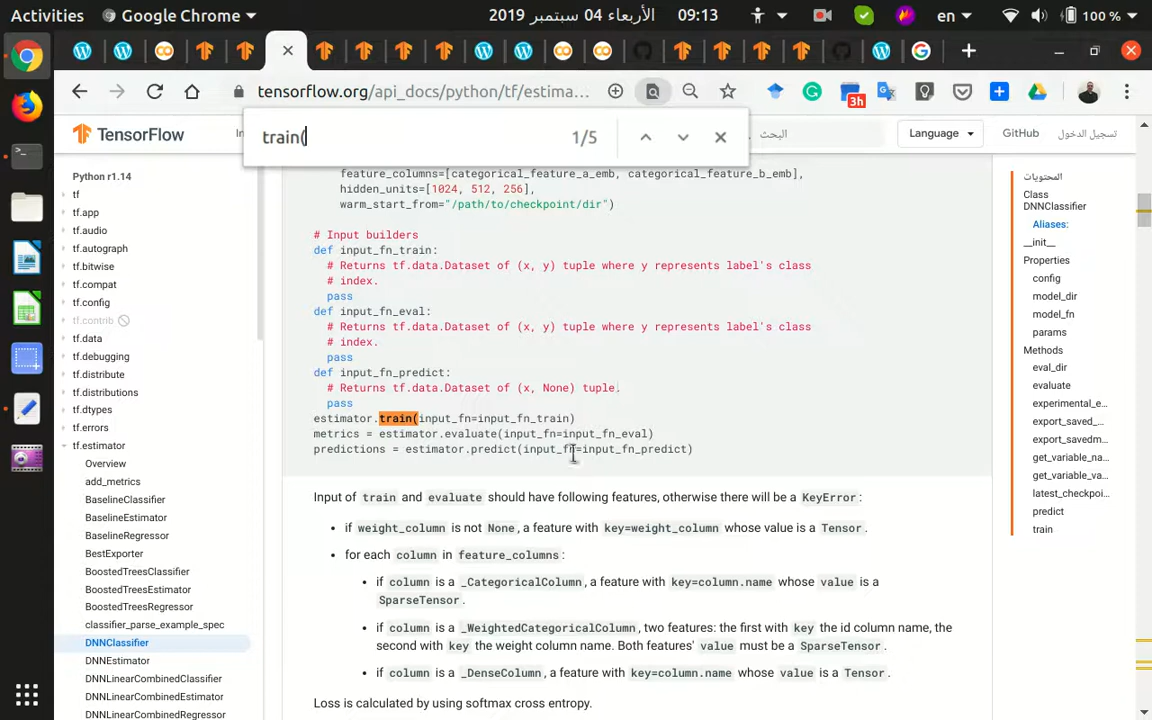 Activities
Google Chrome
الأربعاء 04 سبتمبر 2019 09:13
en
100 %
tensorflow.org/api_docs/python/tf/estima…
3h
train(
1/5
TensorFlow
البحث
Language
GitHub
تسجيل الدخول
Python r1.14
tf
tf.app
tf.audio
tf.autograph
tf.bitwise
tf.compat
tf.config
tf.contrib
tf.data
tf.debugging
tf.distribute
tf.distributions
tf.dtypes
tf.errors
tf.estimator
Overview
add_metrics
BaselineClassifier
BaselineEstimator
BaselineRegressor
BestExporter
BoostedTreesClassifier
BoostedTreesEstimator
BoostedTreesRegressor
classifier_parse_example_spec
DNNClassifier
DNNEstimator
DNNLinearCombinedClassifier
DNNLinearCombinedEstimator
DNNLinearCombinedRegressor
feature_columns=[categorical_feature_a_emb, categorical_feature_b_emb],
hidden_units=[1024, 512, 256],
warm_start_from="/path/to/checkpoint/dir")
# Input builders
def input_fn_train:
# Returns tf.data.Dataset of (x, y) tuple where y represents label's class
# index.
pass
def input_fn_eval:
# Returns tf.data.Dataset of (x, y) tuple where y represents label's class
# index.
pass
def input_fn_predict:
# Returns tf.data.Dataset of (x, None) tuple.
pass
estimator.train(input_fn=input_fn_train)
metrics = estimator.evaluate(input_fn=input_fn_eval)
predictions = estimator.predict(input_fn=input_fn_predict)
Input of train and evaluate should have following features, otherwise there will be a KeyError:
• if weight_column is not None, a feature with key=weight_column whose value is a Tensor.
• for each column in feature_columns:
• if column is a _CategoricalColumn, a feature with key=column.name whose value is a
SparseTensor.
• if column is a _WeightedCategoricalColumn, two features: the first with key the id column name, the
second with key the weight column name. Both features' value must be a SparseTensor.
• if column is a _DenseColumn, a feature with key=column.name whose value is a Tensor.
Loss is calculated by using softmax cross entropy.
المحتويات
Class
DNNClassifier
Aliases:
__init__
Properties
config
model_dir
model_fn
params
Methods
eval_dir
evaluate
experimental_e…
export_saved_…
export_savedm…
get_variable_na…
get_variable_va…
latest_checkpoi…
predict
train